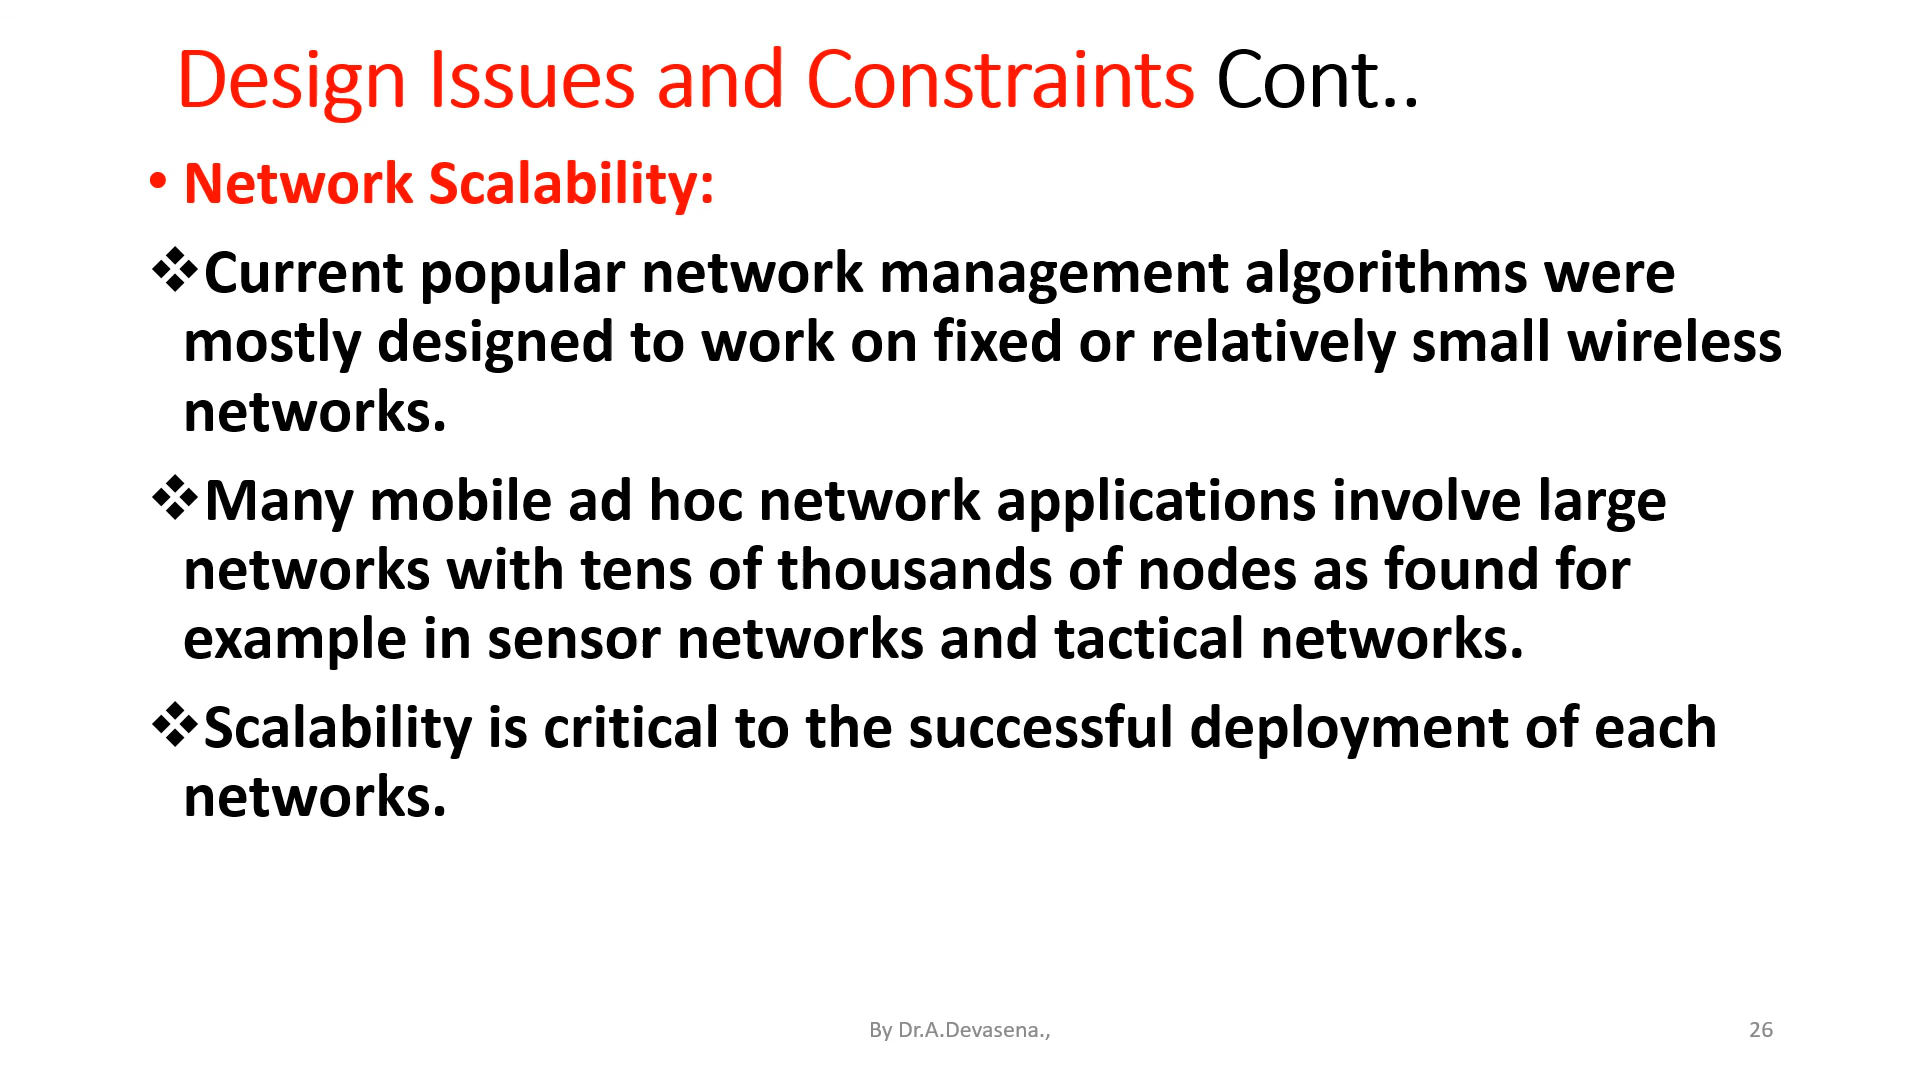 Design Issues and Constraints Cont..
• Network Scalability:
❖Current popular network management algorithms were
mostly designed to work on fixed or relatively small wireless
networks.
❖Many mobile ad hoc network applications involve large
networks with tens of thousands of nodes as found for
example in sensor networks and tactical networks.
❖Scalability is critical to the successful deployment of each
networks.
By Dr.A.Devasena.,
26